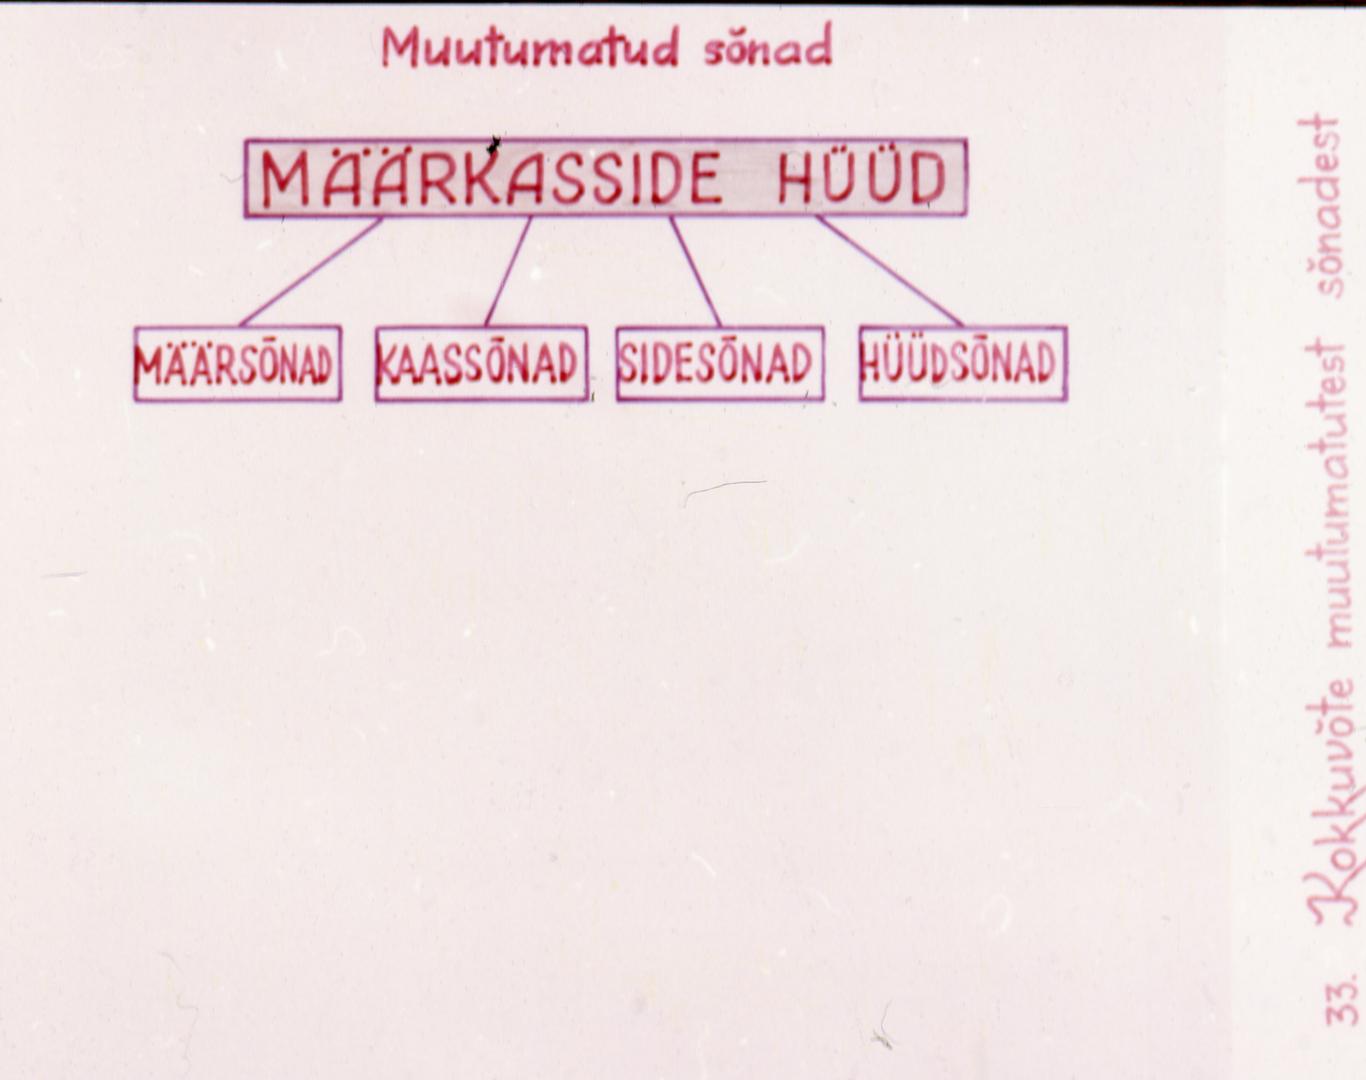 Muutumatud sõnad
MÄÄRKASSIDE HÜÜD
MÄÄRSÕNAD
KAASSÕNAD
SIDESÕNAD
HÜÜDSÕNAD
33. Kokkuvõte muutumatutest sõnadest